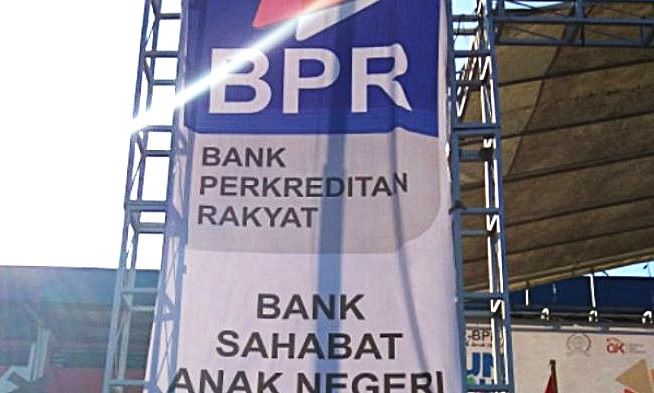 BPR
BANK
PERKREDITAN
RAKYAT
BANK
SAHABAT
ANAK NEGERI